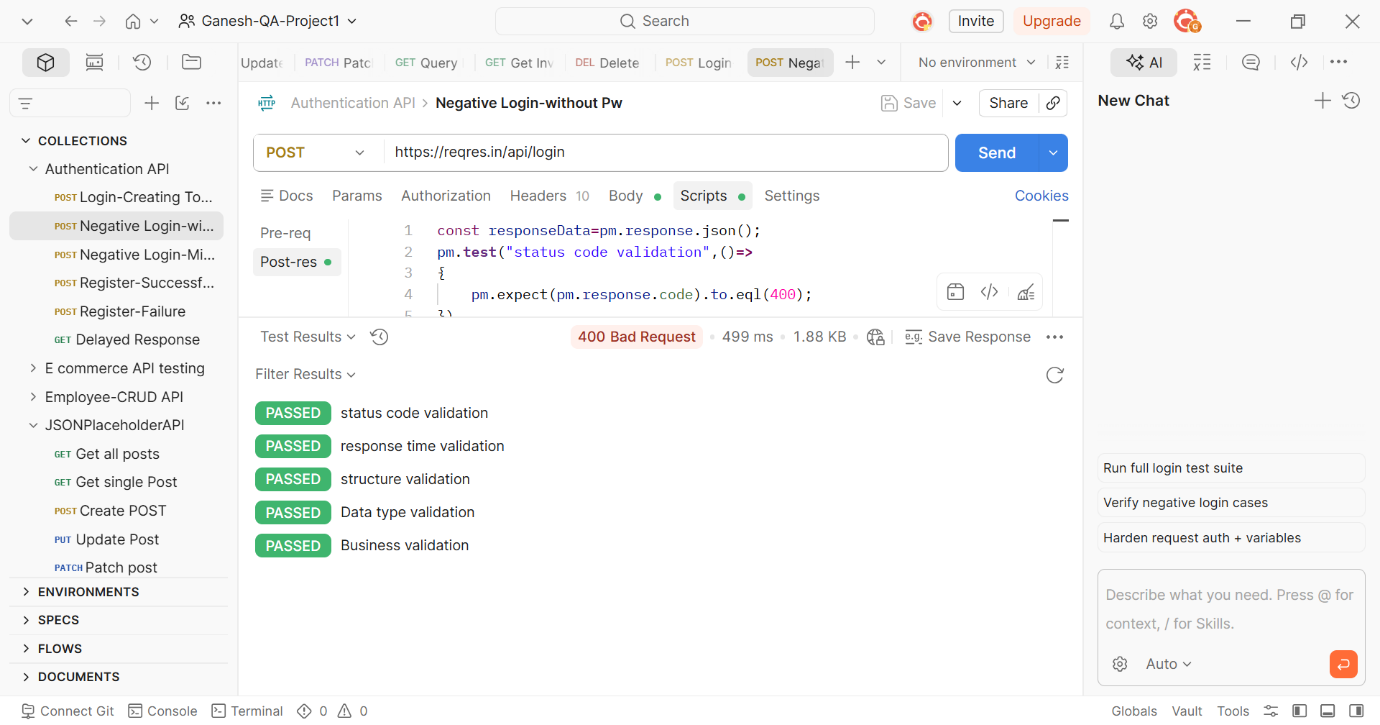 Ganesh-QA-Project1
Search
Invite
Upgrade
G
Update
PATCH Patc
GET Query
GET Get Inv
DEL Delete
POST Login
POST Negat
No environment
AI
HTTP
Authentication API > Negative Login-without Pw
Save
Share
New Chat
COLLECTIONS
Authentication API
POST Login-Creating To...
POST Negative Login-wi...
POST Negative Login-Mi...
POST Register-Successf...
POST Register-Failure
GET Delayed Response
E commerce API testing
Employee-CRUD API
JSONPlaceholderAPI
GET Get all posts
GET Get single Post
POST Create POST
PUT Update Post
PATCH Patch post
ENVIRONMENTS
SPECS
FLOWS
DOCUMENTS
POST
https://reqres.in/api/login
Send
Docs
Params
Authorization
Headers 10
Body
Scripts
Settings
Cookies
Pre-req
Post-res
1 const responseData=pm.response.json();
2 pm.test("status code validation",()=>
3 {
4 pm.expect(pm.response.code).to.eql(400);
5 })
Test Results
400 Bad Request
499 ms
1.88 KB
e.g. Save Response
Filter Results
PASSED status code validation
PASSED response time validation
PASSED structure validation
PASSED Data type validation
PASSED Business validation
Run full login test suite
Verify negative login cases
Harden request auth + variables
Describe what you need. Press @ for
context, / for Skills.
Auto
Connect Git
Console
Terminal
0
0
Globals
Vault
Tools